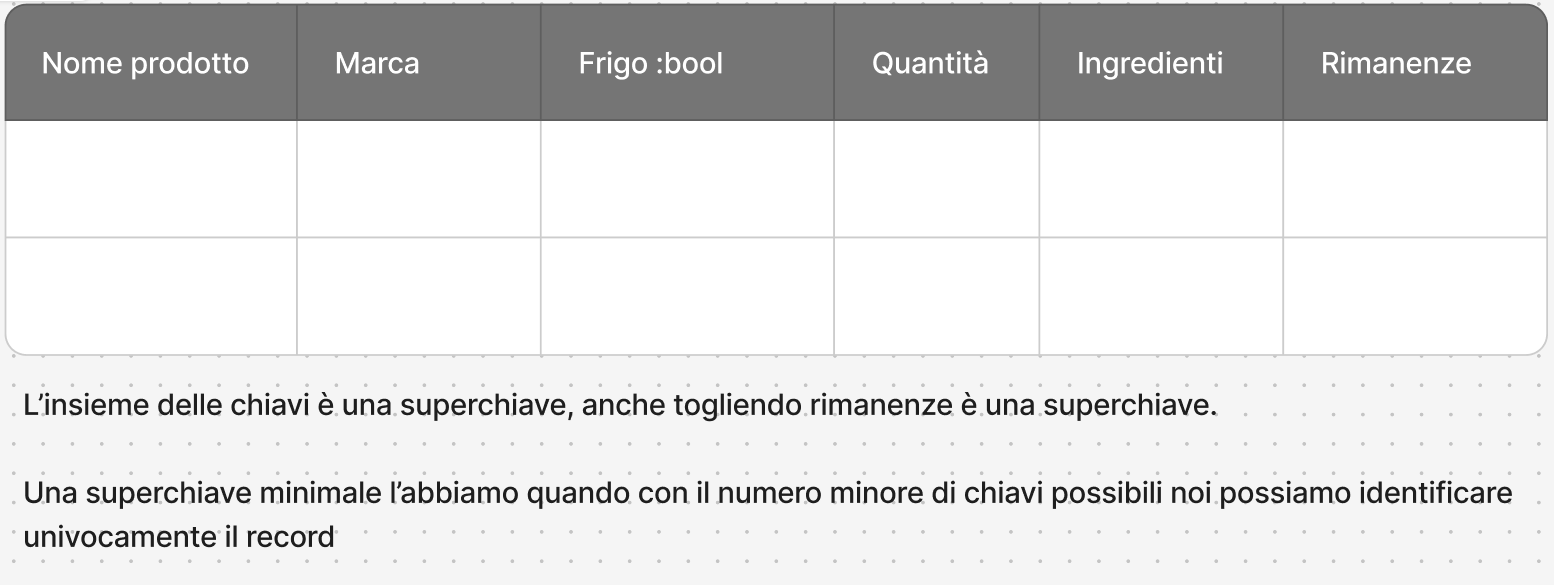 Nome prodotto Marca Frigo :bool Quantità Ingredienti Rimanenze
L’insieme delle chiavi è una superchiave, anche togliendo rimanenze è una superchiave.
Una superchiave minimale l’abbiamo quando con il numero minore di chiavi possibili noi possiamo identificare
univocamente il record